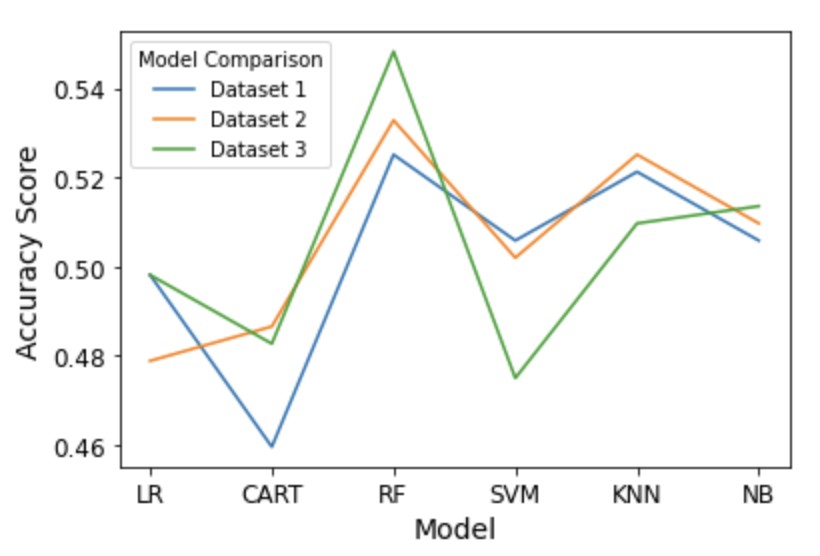 Model Comparison
Dataset 1
Dataset 2
Dataset 3
0.54
0.52
0.50
0.48
0.46
Accuracy Score
LR CART RF SVM KNN NB
Model